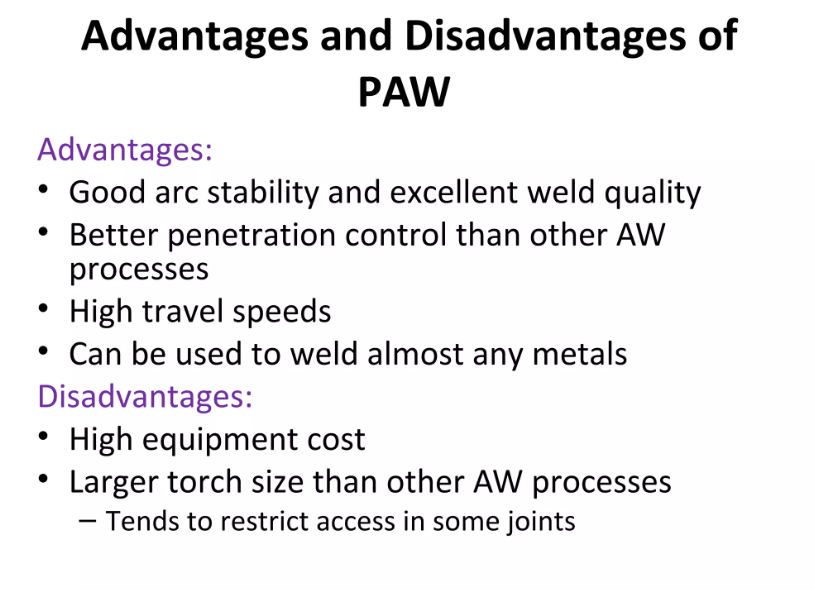 Advantages and Disadvantages of
PAW
Advantages:
• Good arc stability and excellent weld quality
• Better penetration control than other AW
processes
• High travel speeds
• Can be used to weld almost any metals
Disadvantages:
• High equipment cost
• Larger torch size than other AW processes
– Tends to restrict access in some joints